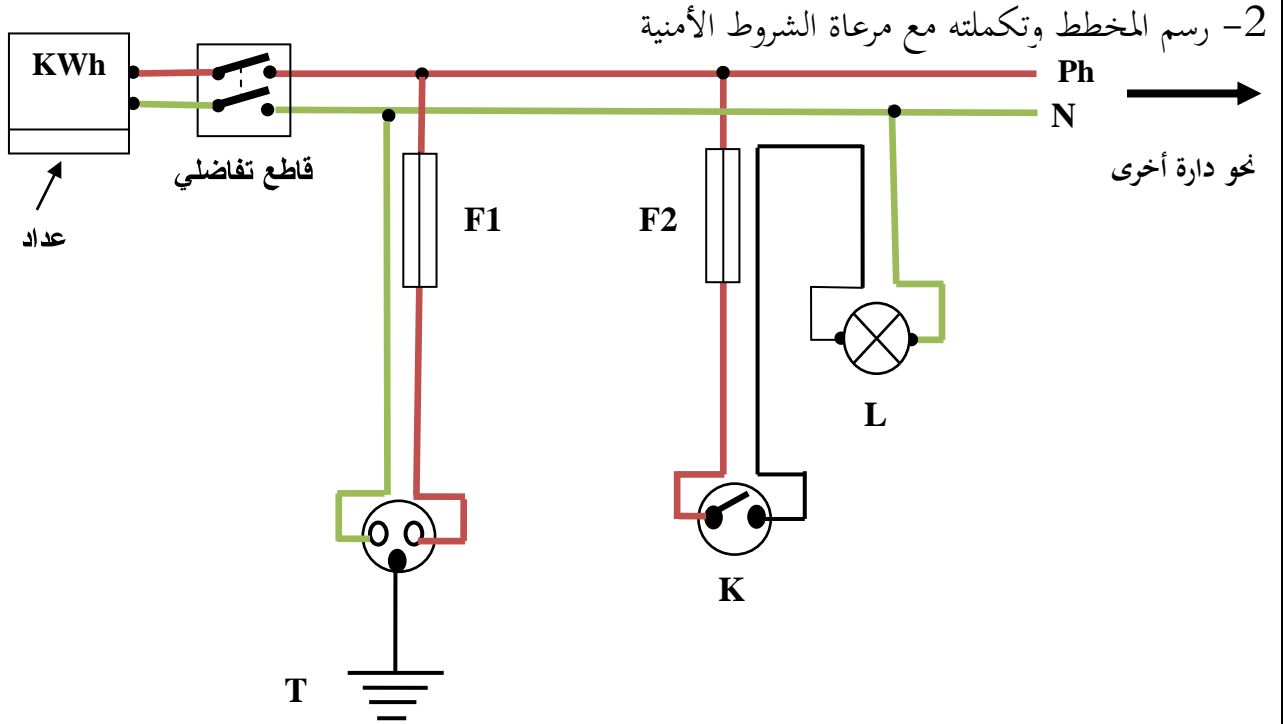 2- رسم المخطط وتكملته مع مرعاة الشروط الأمنية
KWh
Ph
N
قاطع تفاضلي
نحو دارة أخرى
عداد
F1
F2
L
K
T